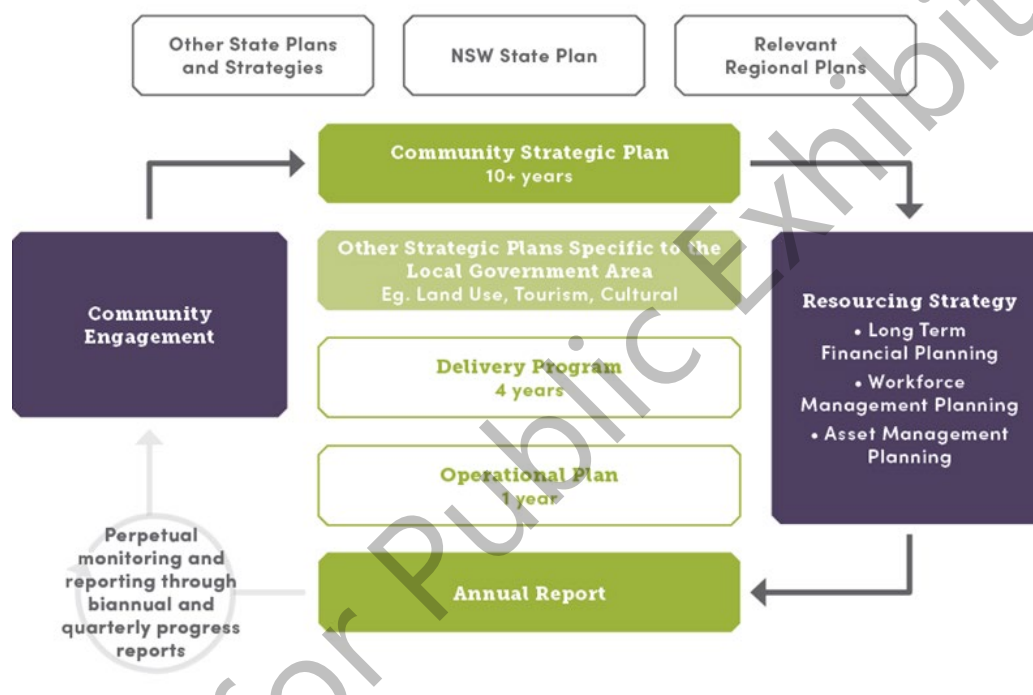 Other State Plans
and Strategies
NSW State Plan
Relevant
Regional Plans
Community Strategic Plan
10+ years
Other Strategic Plans Specific to the
Local Government Area
Eg. Land Use, Tourism, Cultural
Community
Engagement
Resourcing Strategy
• Long Term
Financial Planning
• Workforce
Management Planning
• Asset Management
Planning
Delivery Program
4 years
Operational Plan
1 year
Annual Report
Perpetual
monitoring and
reporting through
biannual and
quarterly progress
reports
for Public Exhibit